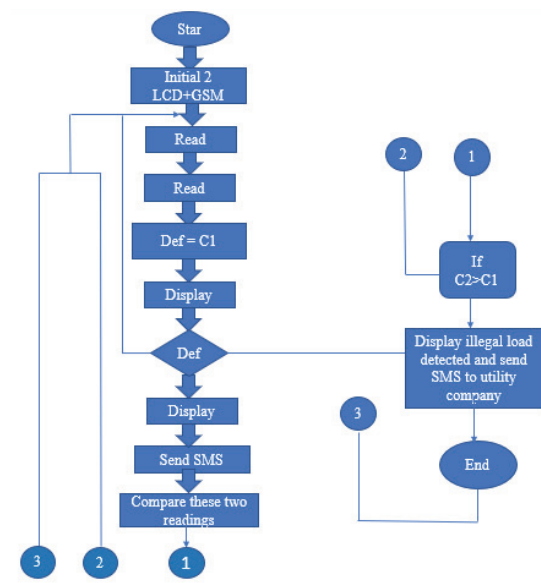 Star
Initial 2
LCD+GSM
Read
Read
Def = C1
Display
Def
Display
Send SMS
Compare these two
readings
3
2
1
2
1
If
C2>C1
Display illegal load
detected and send
SMS to utility
company
3
End